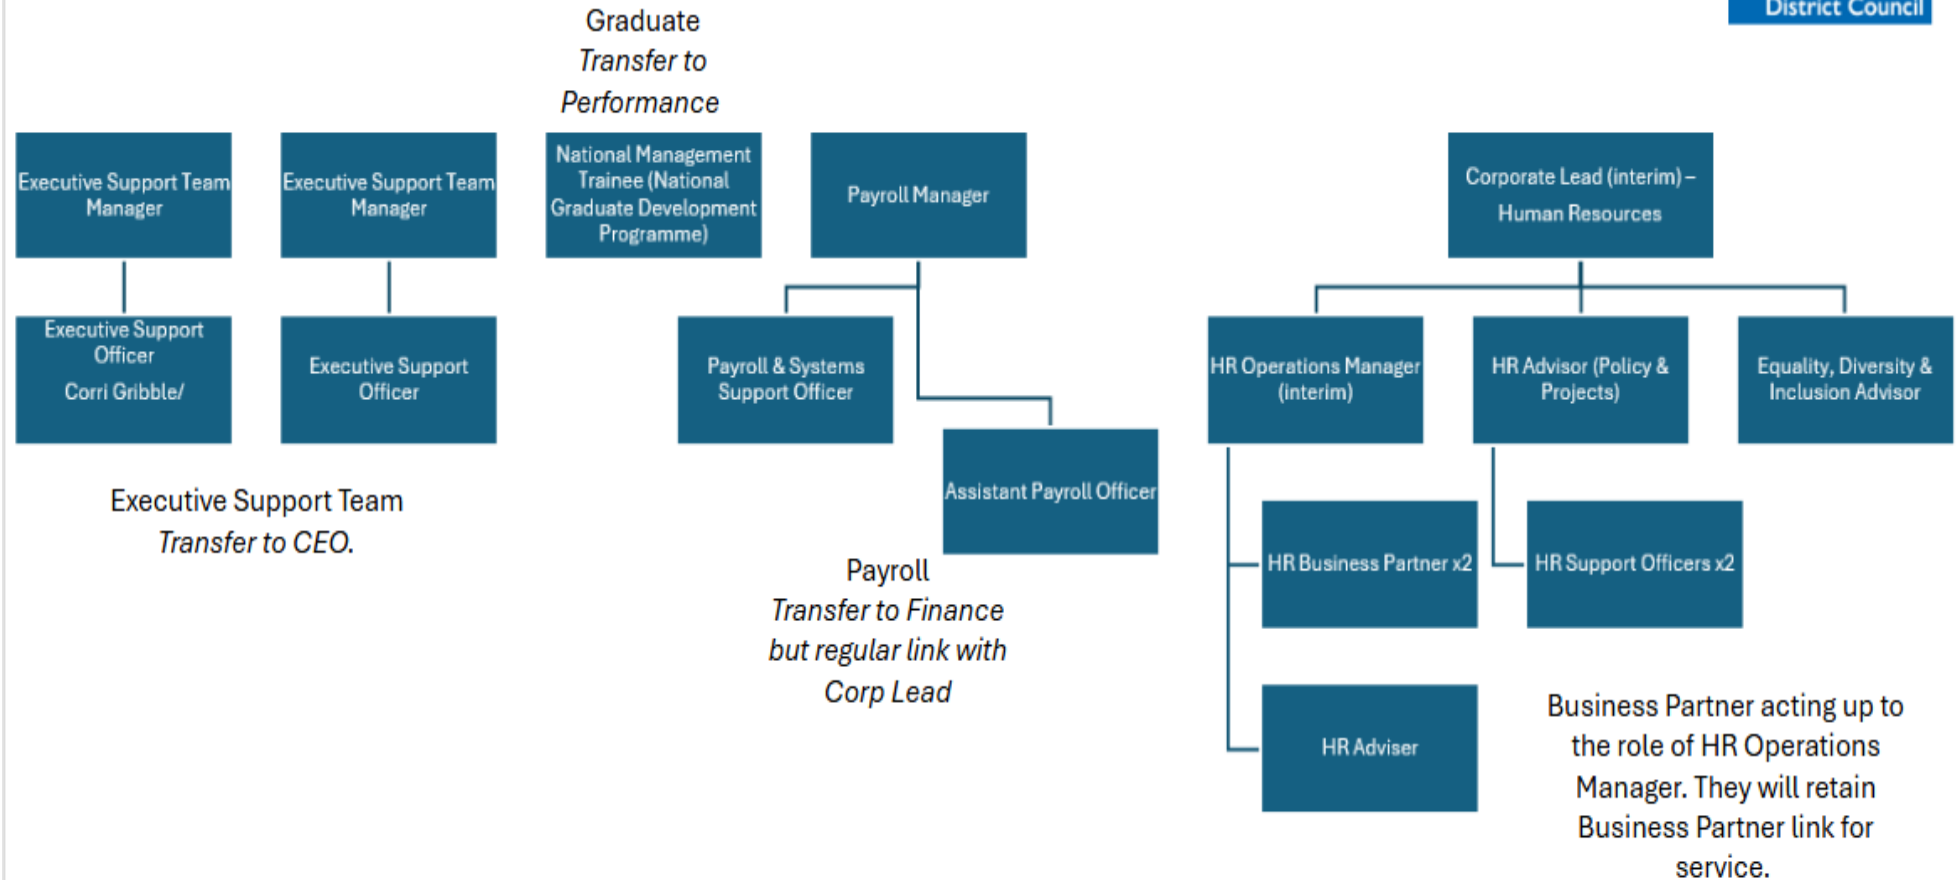 District Council
Graduate
Transfer to
Performance
Executive Support Team
Manager
Executive Support Team
Manager
National Management
Trainee (National
Graduate Development
Programme)
Payroll Manager
Corporate Lead (interim) –
Human Resources
Executive Support
Officer
Corri Gribble/
Executive Support
Officer
Payroll & Systems
Support Officer
HR Operations Manager
(interim)
HR Advisor (Policy &
Projects)
Equality, Diversity &
Inclusion Advisor
Assistant Payroll Officer
Executive Support Team
Transfer to CEO.
Payroll
Transfer to Finance
but regular link with
Corp Lead
HR Business Partner x2
HR Support Officers x2
HR Adviser
Business Partner acting up to
the role of HR Operations
Manager. They will retain
Business Partner link for
service.